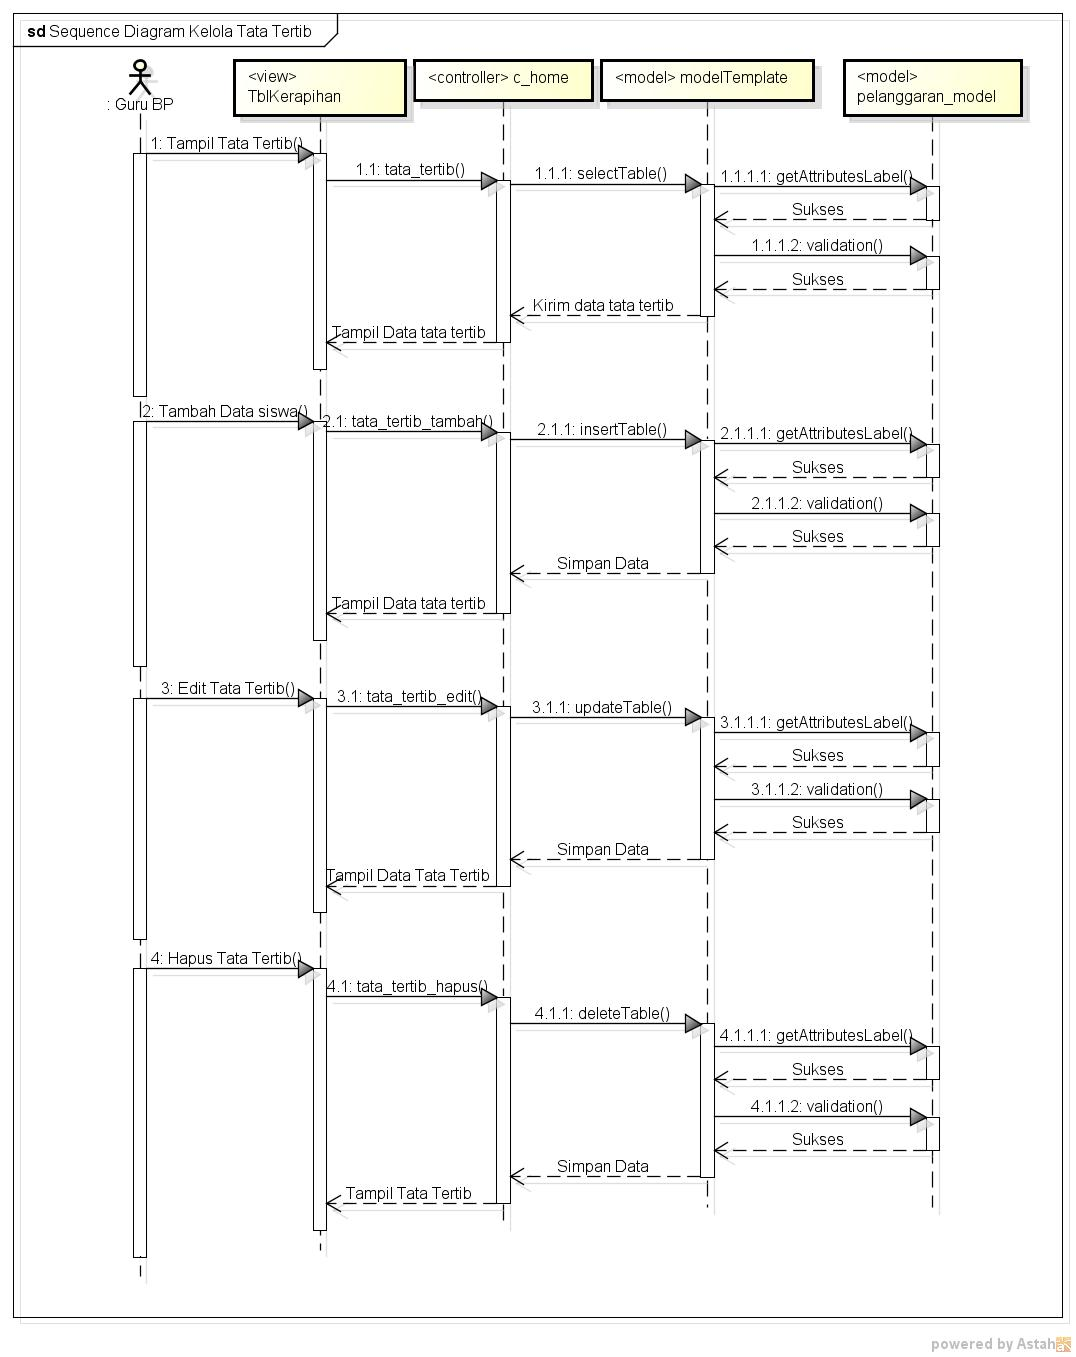 sd Sequence Diagram Kelola Tata Tertib
: Guru BP
<view>
TblKerapihan
<controller> c_home
<model> modelTemplate
<model>
pelanggaran_model
1: Tampil Tata Tertib()
1.1: tata_tertib()
1.1.1: selectTable()
1.1.1.1: getAttributesLabel()
Sukses
1.1.1.2: validation()
Sukses
Kirim data tata tertib
Tampil Data tata tertib
2: Tambah Data siswa()
2.1: tata_tertib_tambah()
2.1.1: insertTable()
2.1.1.1: getAttributesLabel()
Sukses
2.1.1.2: validation()
Sukses
Simpan Data
Tampil Data tata tertib
3: Edit Tata Tertib()
3.1: tata_tertib_edit()
3.1.1: updateTable()
3.1.1.1: getAttributesLabel()
Sukses
3.1.1.2: validation()
Sukses
Simpan Data
Tampil Data Tata Tertib
4: Hapus Tata Tertib()
4.1: tata_tertib_hapus()
4.1.1: deleteTable()
4.1.1.1: getAttributesLabel()
Sukses
4.1.1.2: validation()
Sukses
Simpan Data
Tampil Tata Tertib
powered by Astah